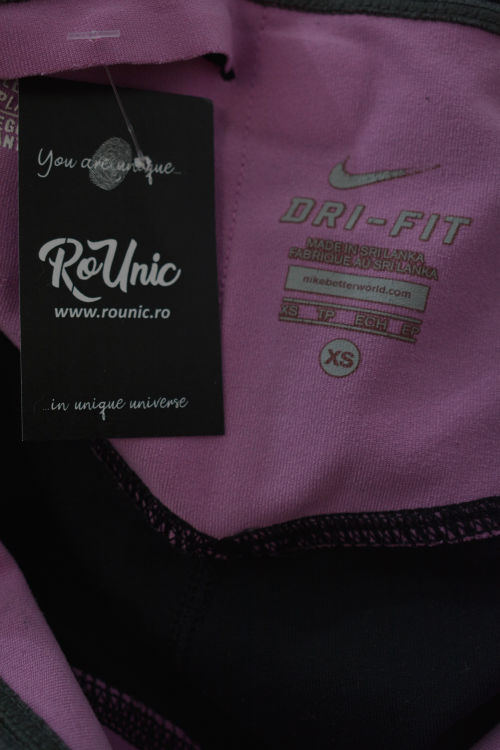 You are unique...
RoUnic
www.rounic.ro
...in unique universe
DRI-FIT
MADE IN SRI LANKA
FABRIQUE AU SRI LANKA
nikebetterworld.com
XS TP ECH EP
XS